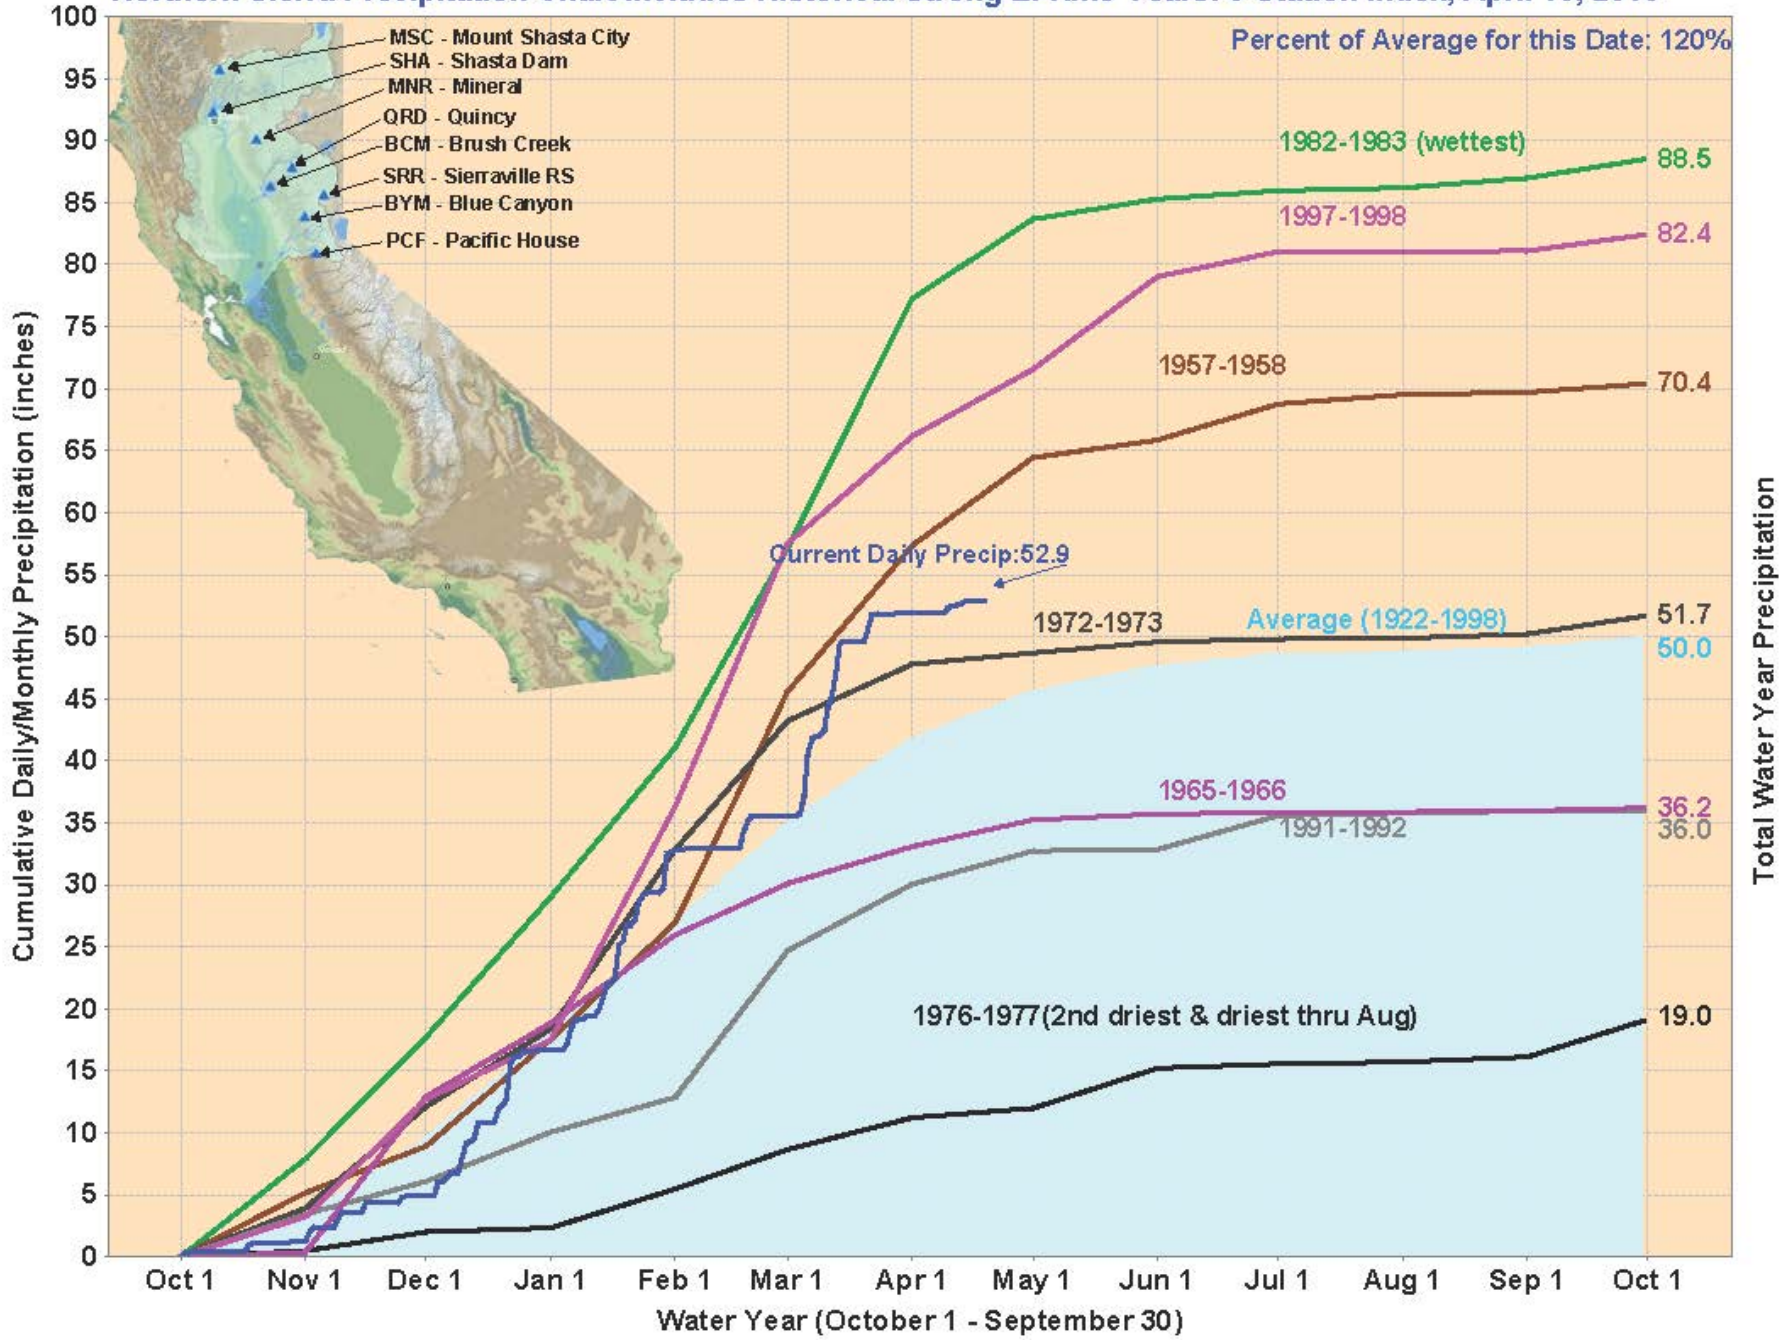 Percent of Average for this Date: 120%
MSC - Mount Shasta City
SHA - Shasta Dam
MNR - Mineral
QRD - Quincy
BCM - Brush Creek
SRR - Sierraville RS
BYM - Blue Canyon
PCF - Pacific House
1982-1983 (wettest)
88.5
1997-1998
82.4
1957-1958
70.4
Current Daily Precip:52.9
1972-1973
Average (1922-1998)
51.7
50.0
1965-1966
36.2
1991-1992
36.0
1976-1977(2nd driest & driest thru Aug)
19.0
Cumulative Daily/Monthly Precipitation (inches)
100
95
90
85
80
75
70
65
60
55
50
45
40
35
30
25
20
15
10
5
0
Total Water Year Precipitation
Oct 1 Nov 1 Dec 1 Jan 1 Feb 1 Mar 1 Apr 1 May 1 Jun 1 Jul 1 Aug 1 Sep 1 Oct 1
Water Year (October 1 - September 30)